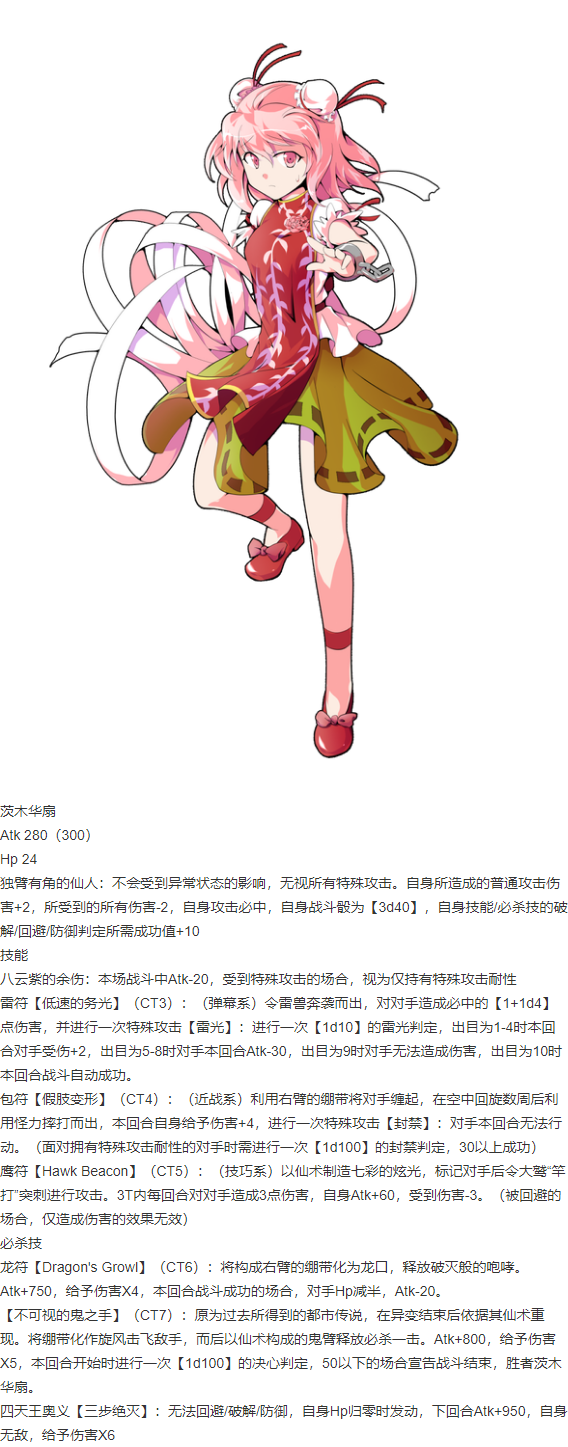 茨木华扇
Atk 280（300）
Hp 24
独臂有角的仙人：不会受到异常状态的影响，无视所有特殊攻击。自身所造成的普通攻击伤
害+2，所受到的所有伤害-2，自身攻击必中，自身战斗骰为【3d40】，自身技能/必杀技的破
解/回避/防御判定所需成功值+10
技能
八云紫的余伤：本场战斗中Atk-20，受到特殊攻击的场合，视为仅持有特殊攻击耐性
雷符【低速的务光】（CT3）：（弹幕系）令雷兽奔袭而出，对对手造成必中的【1+1d4】
点伤害，并进行一次特殊攻击【雷光】：进行一次【1d10】的雷光判定，出目为1-4时本回
合对手受伤+2，出目为5-8时对手本回合Atk-30，出目为9时对手无法造成伤害，出目为10时
本回合战斗自动成功。
包符【假肢变形】（CT4）：（近战系）利用右臂的绷带将对手缠起，在空中回旋数周后利
用怪力摔打而出，本回合自身给予伤害+4，进行一次特殊攻击【封禁】：对手本回合无法行
动。（面对拥有特殊攻击耐性的对手时需进行一次【1d100】的封禁判定，30以上成功）
鹰符【Hawk Beacon】（CT5）：（技巧系）以仙术制造七彩的炫光，标记对手后令大鹫“竿
打”突刺进行攻击。3T内每回合对对手造成3点伤害，自身Atk+60，受到伤害-3。（被回避的
场合，仅造成伤害的效果无效）
必杀技
龙符【Dragon's Growl】（CT6）：将构成右臂的绷带化为龙口，释放破灭般的咆哮。
Atk+750，给予伤害X4，本回合战斗成功的场合，对手Hp减半，Atk-20。
【不可视的鬼之手】（CT7）：原为过去所得到的都市传说，在异变结束后依据其仙术重
现。将绷带化作旋风击飞敌手，而后以仙术构成的鬼臂释放必杀一击。Atk+800，给予伤害
X5，本回合开始时进行一次【1d100】的决心判定，50以下的场合宣告战斗结束，胜者茨木
华扇。
四天王奥义【三步绝灭】：无法回避/破解/防御，自身Hp归零时发动，下回合Atk+950，自身
无敌，给予伤害X6